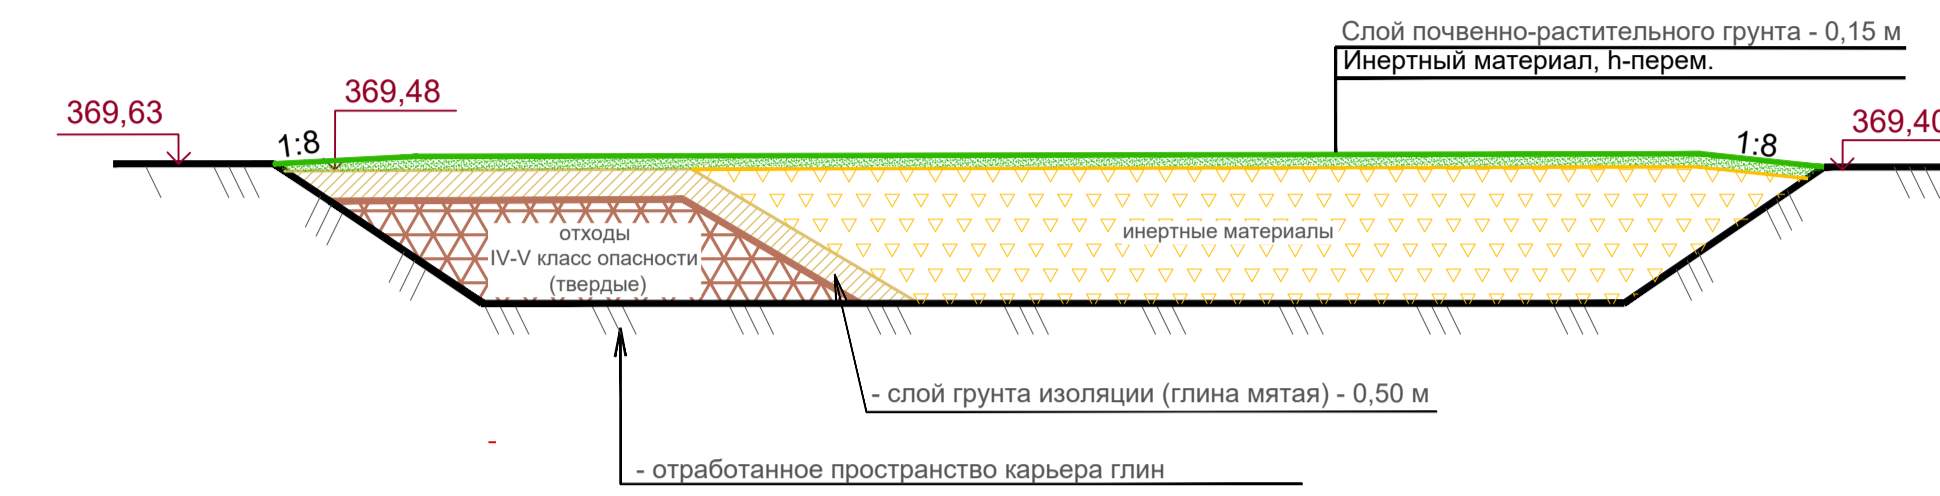 Слой почвенно-растительного грунта - 0,15 м
Инертный материал, h-перем.
369,63
369,48
369,40
1:8
1:8
отходы
IV-V класс опасности
(твердые)
инертные материалы
- слой грунта изоляции (глина мятая) - 0,50 м
-
- отработанное пространство карьера глин